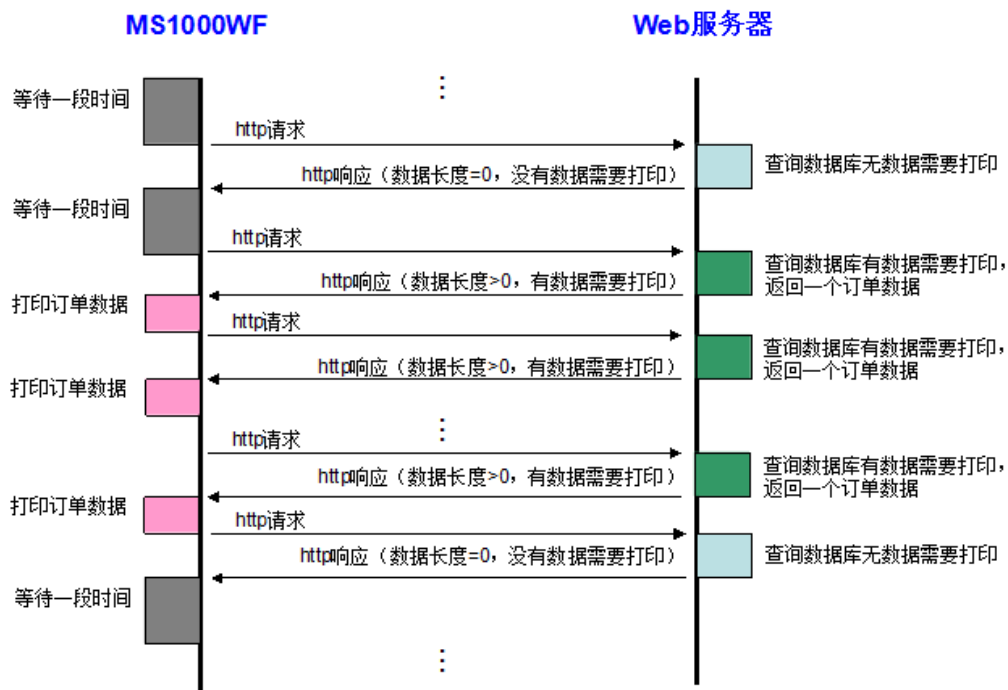 MS1000WF
Web服务器
⋮
等待一段时间
http请求
http响应（数据长度=0，没有数据需要打印）
查询数据库无数据需要打印
等待一段时间
http请求
http响应（数据长度>0，有数据需要打印）
查询数据库有数据需要打印，
返回一个订单数据
打印订单数据
http请求
http响应（数据长度>0，有数据需要打印）
查询数据库有数据需要打印，
返回一个订单数据
打印订单数据
⋮
http请求
http响应（数据长度>0，有数据需要打印）
查询数据库有数据需要打印，
返回一个订单数据
打印订单数据
http请求
http响应（数据长度=0，没有数据需要打印）
查询数据库无数据需要打印
等待一段时间
⋮